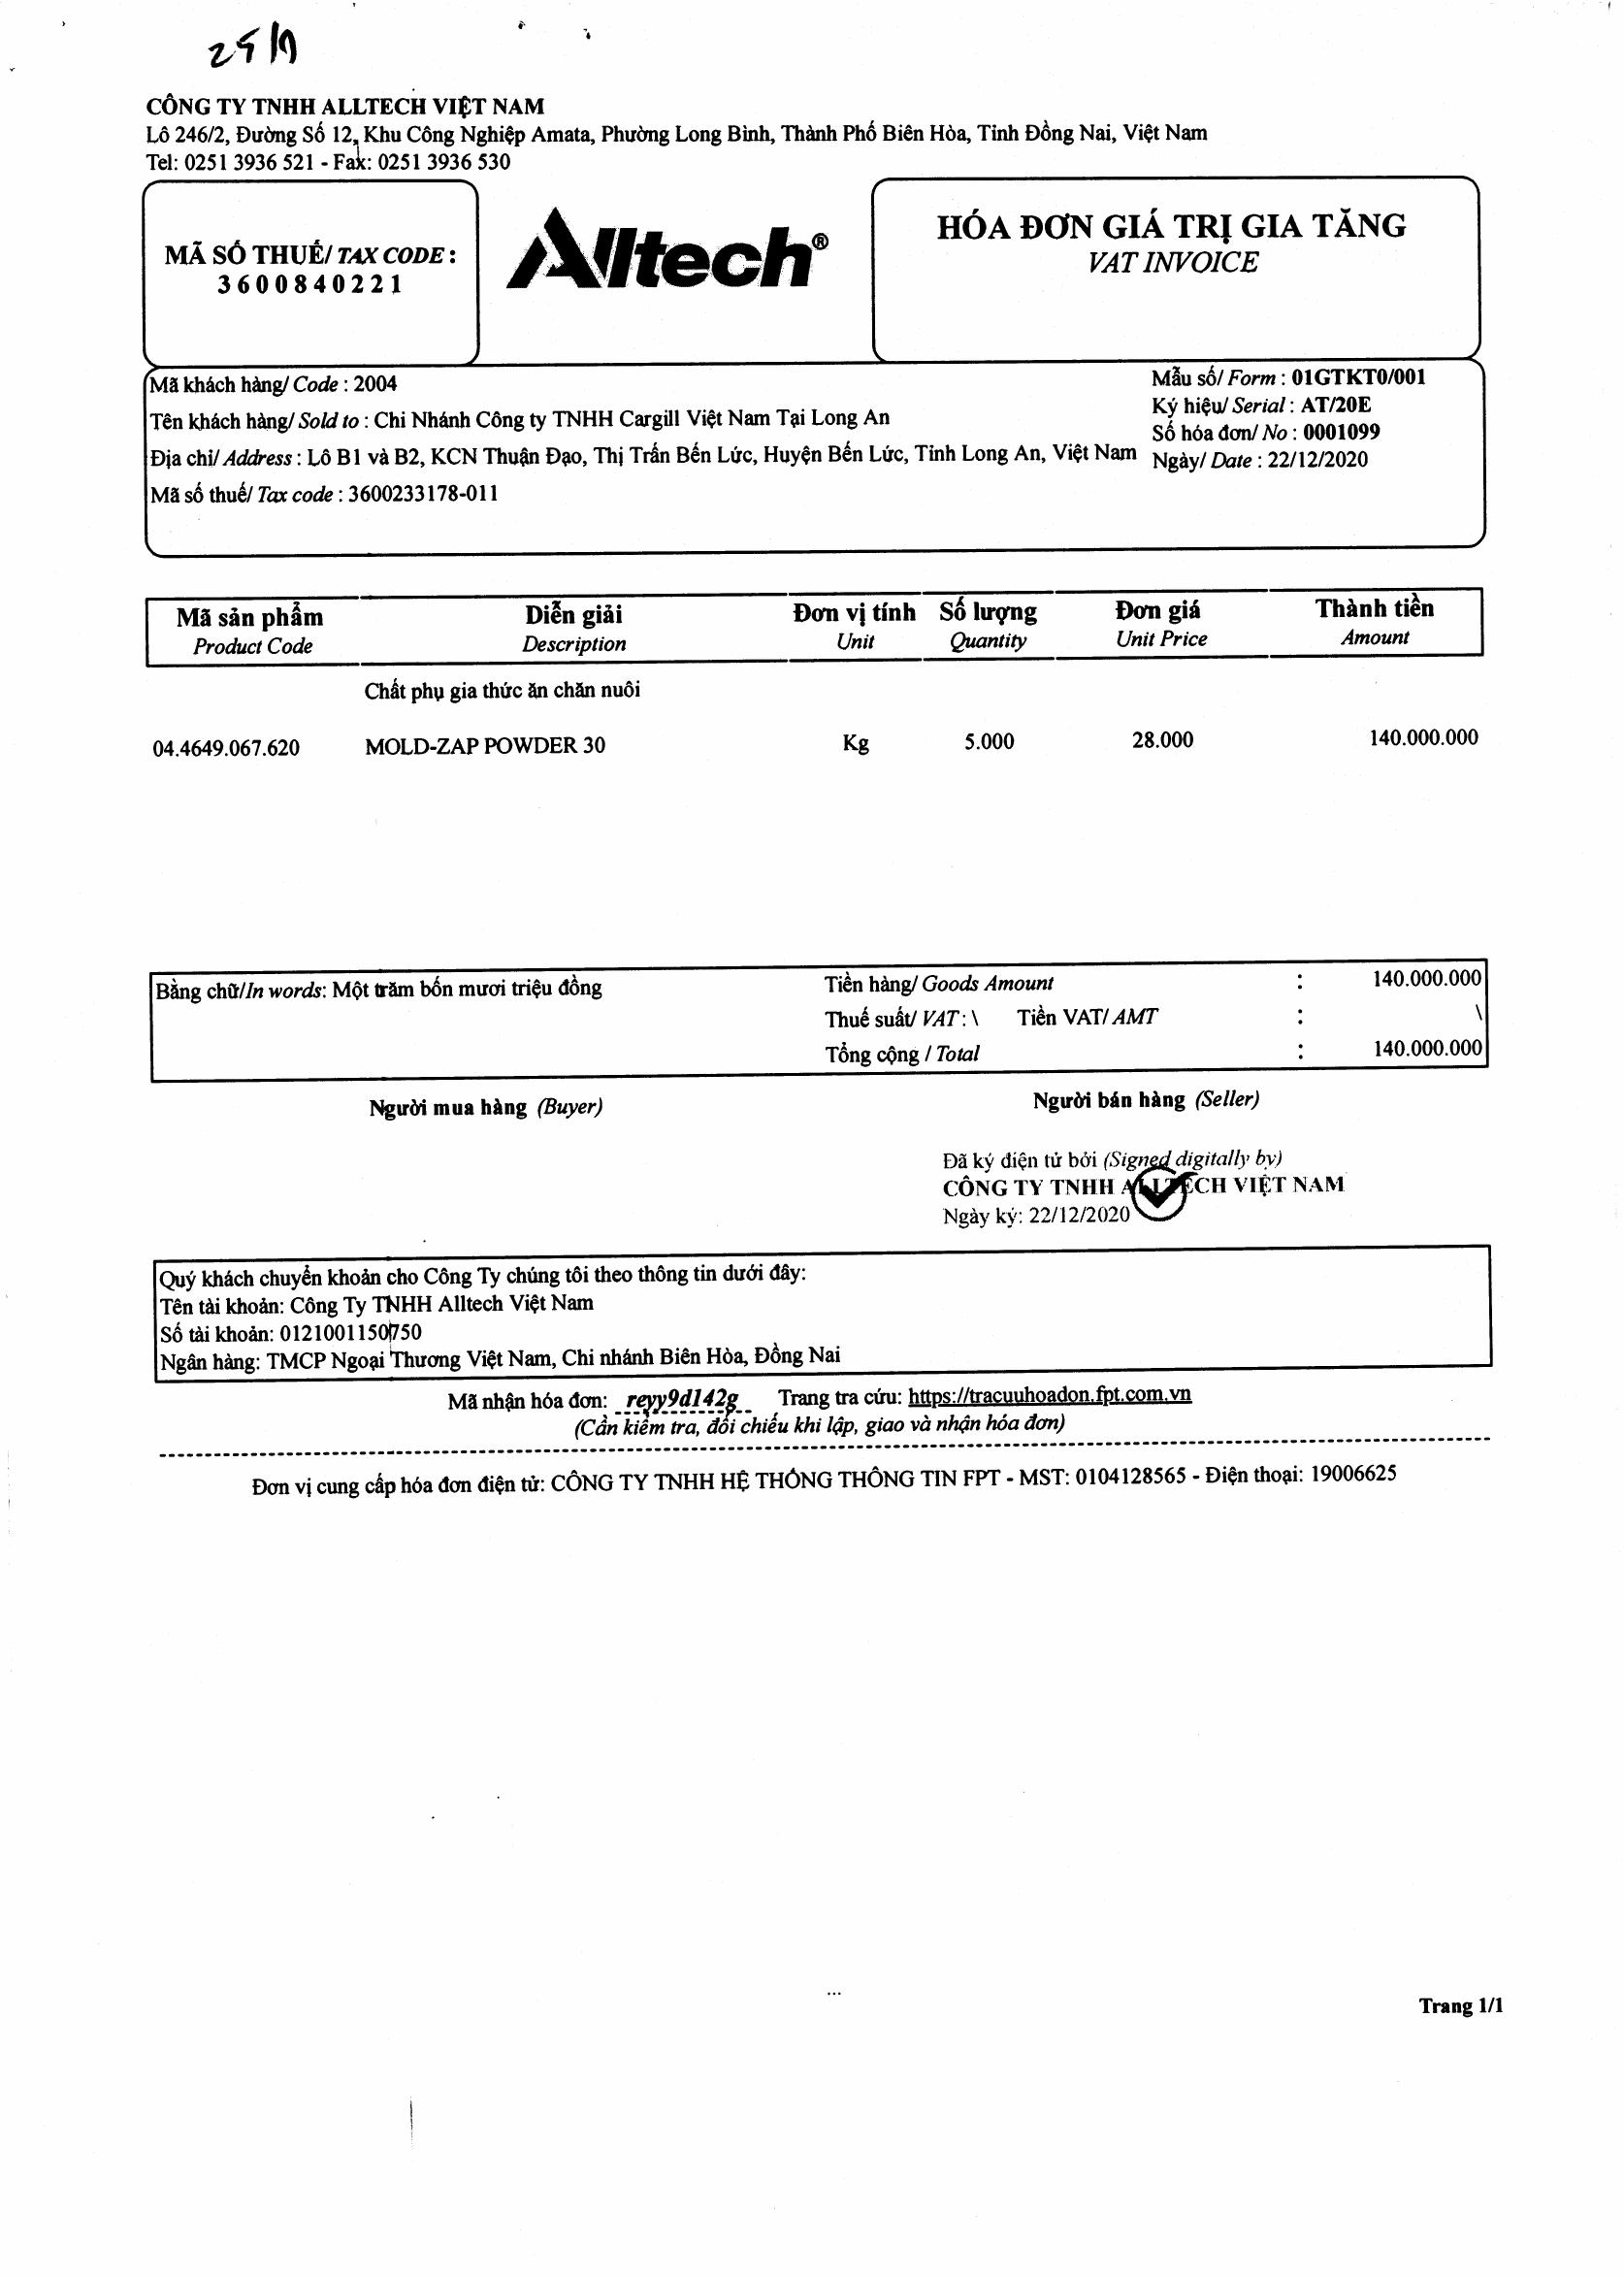 CÔNG TY TNHH ALLTECH VIỆT NAM
Lô 246/2, Đường Số 12, Khu Công Nghiệp Amata, Phường Long Bình, Thành Phố Biên Hòa, Tỉnh Đồng Nai, Việt Nam
Tel: 0251 3936 521 - Fax: 0251 3936 530
MÃ SỐ THUẾ/ TAX CODE :
3600840221
Alltech®
HÓA ĐƠN GIÁ TRỊ GIA TĂNG
VAT INVOICE
Mã khách hàng/ Code : 2004
Tên khách hàng/ Sold to : Chi Nhánh Công ty TNHH Cargill Việt Nam Tại Long An
Địa chỉ/ Address : Lô B1 và B2, KCN Thuận Đạo, Thị Trấn Bến Lức, Huyện Bến Lức, Tỉnh Long An, Việt Nam
Mã số thuế/ Tax code : 3600233178-011
Mẫu số/ Form : 01GTKT0/001
Ký hiệu/ Serial : AT/20E
Số hóa đơn/ No : 0001099
Ngày/ Date : 22/12/2020
Mã sản phẩm Diễn giải Đơn vị tính Số lượng Đơn giá Thành tiền
Product Code Description Unit Quantity Unit Price Amount
Chất phụ gia thức ăn chăn nuôi
04.4649.067.620 MOLD-ZAP POWDER 30 Kg 5.000 28.000 140.000.000
Bằng chữ/In words: Một trăm bốn mươi triệu đồng
Tiền hàng/ Goods Amount : 140.000.000
Thuế suất/ VAT : \ Tiền VAT/ AMT : \
Tổng cộng / Total : 140.000.000
Người mua hàng (Buyer) Người bán hàng (Seller)
Đã ký điện tử bởi (Signed digitally by)
CÔNG TY TNHH ALLTECH VIỆT NAM
Ngày ký: 22/12/2020
Quý khách chuyển khoản cho Công Ty chúng tôi theo thông tin dưới đây:
Tên tài khoản: Công Ty TNHH Alltech Việt Nam
Số tài khoản: 0121001150750
Ngân hàng: TMCP Ngoại Thương Việt Nam, Chi nhánh Biên Hòa, Đồng Nai
Mã nhận hóa đơn: reyy9d142g Trang tra cứu: https://tracuuhoadon.fpt.com.vn
(Cần kiểm tra, đối chiếu khi lập, giao và nhận hóa đơn)
Đơn vị cung cấp hóa đơn điện tử: CÔNG TY TNHH HỆ THỐNG THÔNG TIN FPT - MST: 0104128565 - Điện thoại: 19006625
...
Trang 1/1